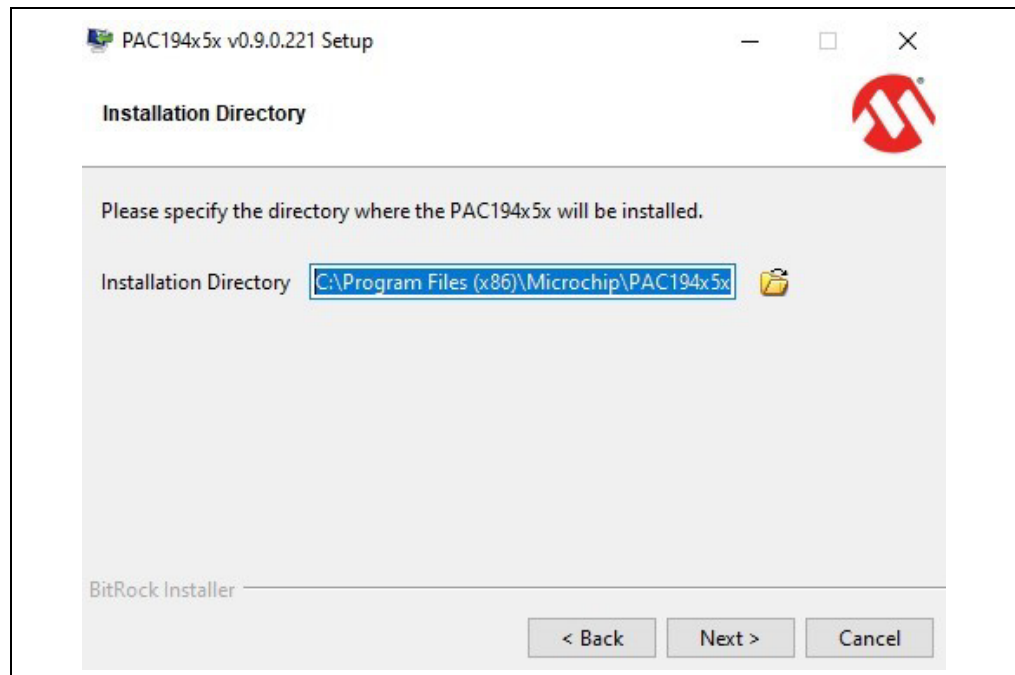 PAC194x5x v0.9.0.221 Setup
Installation Directory
Please specify the directory where the PAC194x5x will be installed.
Installation Directory C:\Program Files (x86)\Microchip\PAC194x5x
BitRock Installer
< Back Next > Cancel